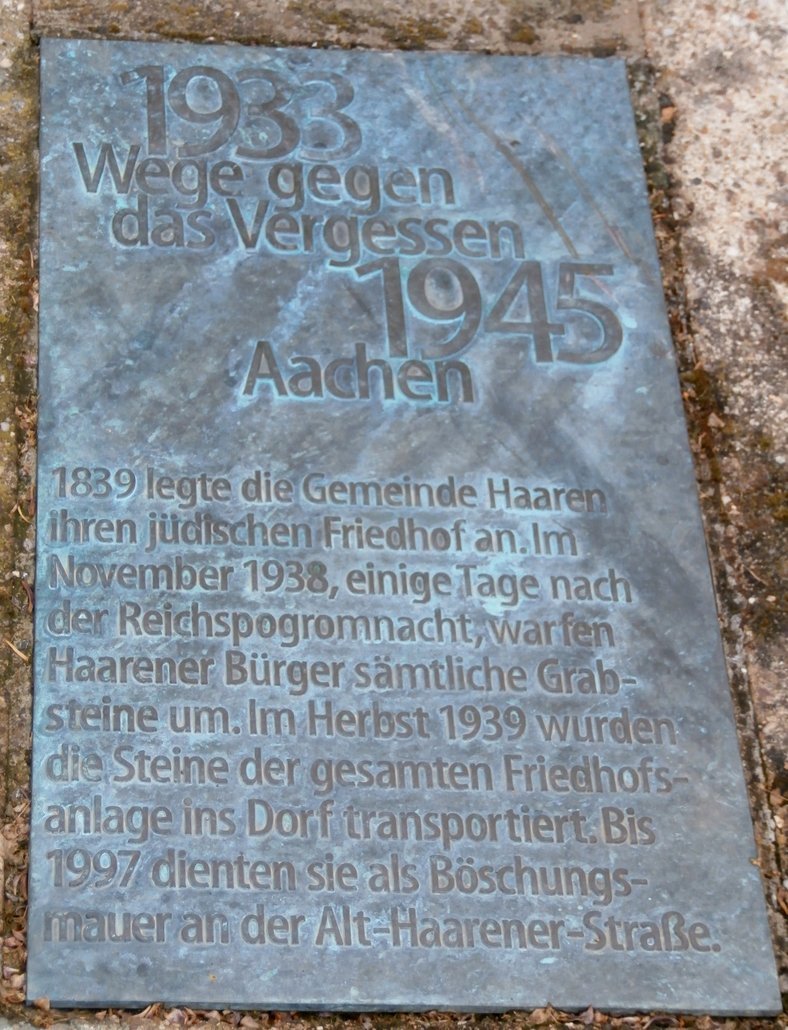 1933
Wege gegen
das Vergessen
1945
Aachen
1839 legte die Gemeinde Haaren
ihren jüdischen Friedhof an. Im
November 1938, einige Tage nach
der Reichspogromnacht, warfen
Haarener Bürger sämtliche Grab-
steine um. Im Herbst 1939 wurden
die Steine der gesamten Friedhofs-
anlage ins Dorf transportiert. Bis
1997 dienten sie als Böschungs-
mauer an der Alt-Haarener-Straße.